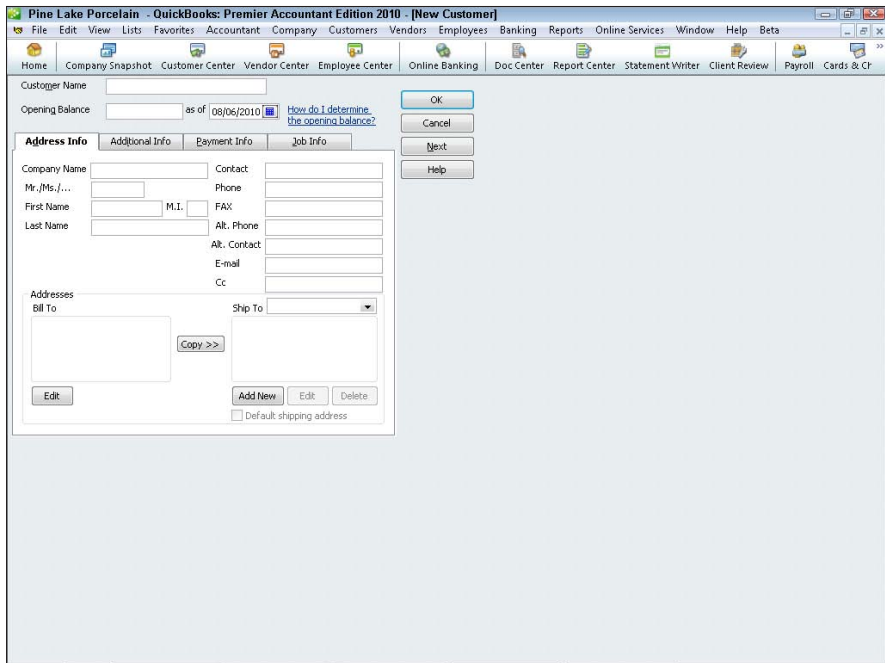 Pine Lake Porcelain - QuickBooks: Premier Accountant Edition 2010 - [New Customer]
File Edit View Lists Favorites Accountant Company Customers Vendors Employees Banking Reports Online Services Window Help Beta
Home Company Snapshot Customer Center Vendor Center Employee Center Online Banking Doc Center Report Center Statement Writer Client Review Payroll Cards & Ch
Customer Name
OK
Opening Balance as of 08/06/2010 How do I determine
the opening balance?
Cancel
Address Info Additional Info Payment Info Job Info
Next
Company Name Contact
Help
Mr./Ms./... Phone
First Name M.I. FAX
Last Name Alt. Phone
Alt. Contact
E-mail
Cc
Addresses
Bill To Ship To
Copy >>
Edit Add New Edit Delete
Default shipping address